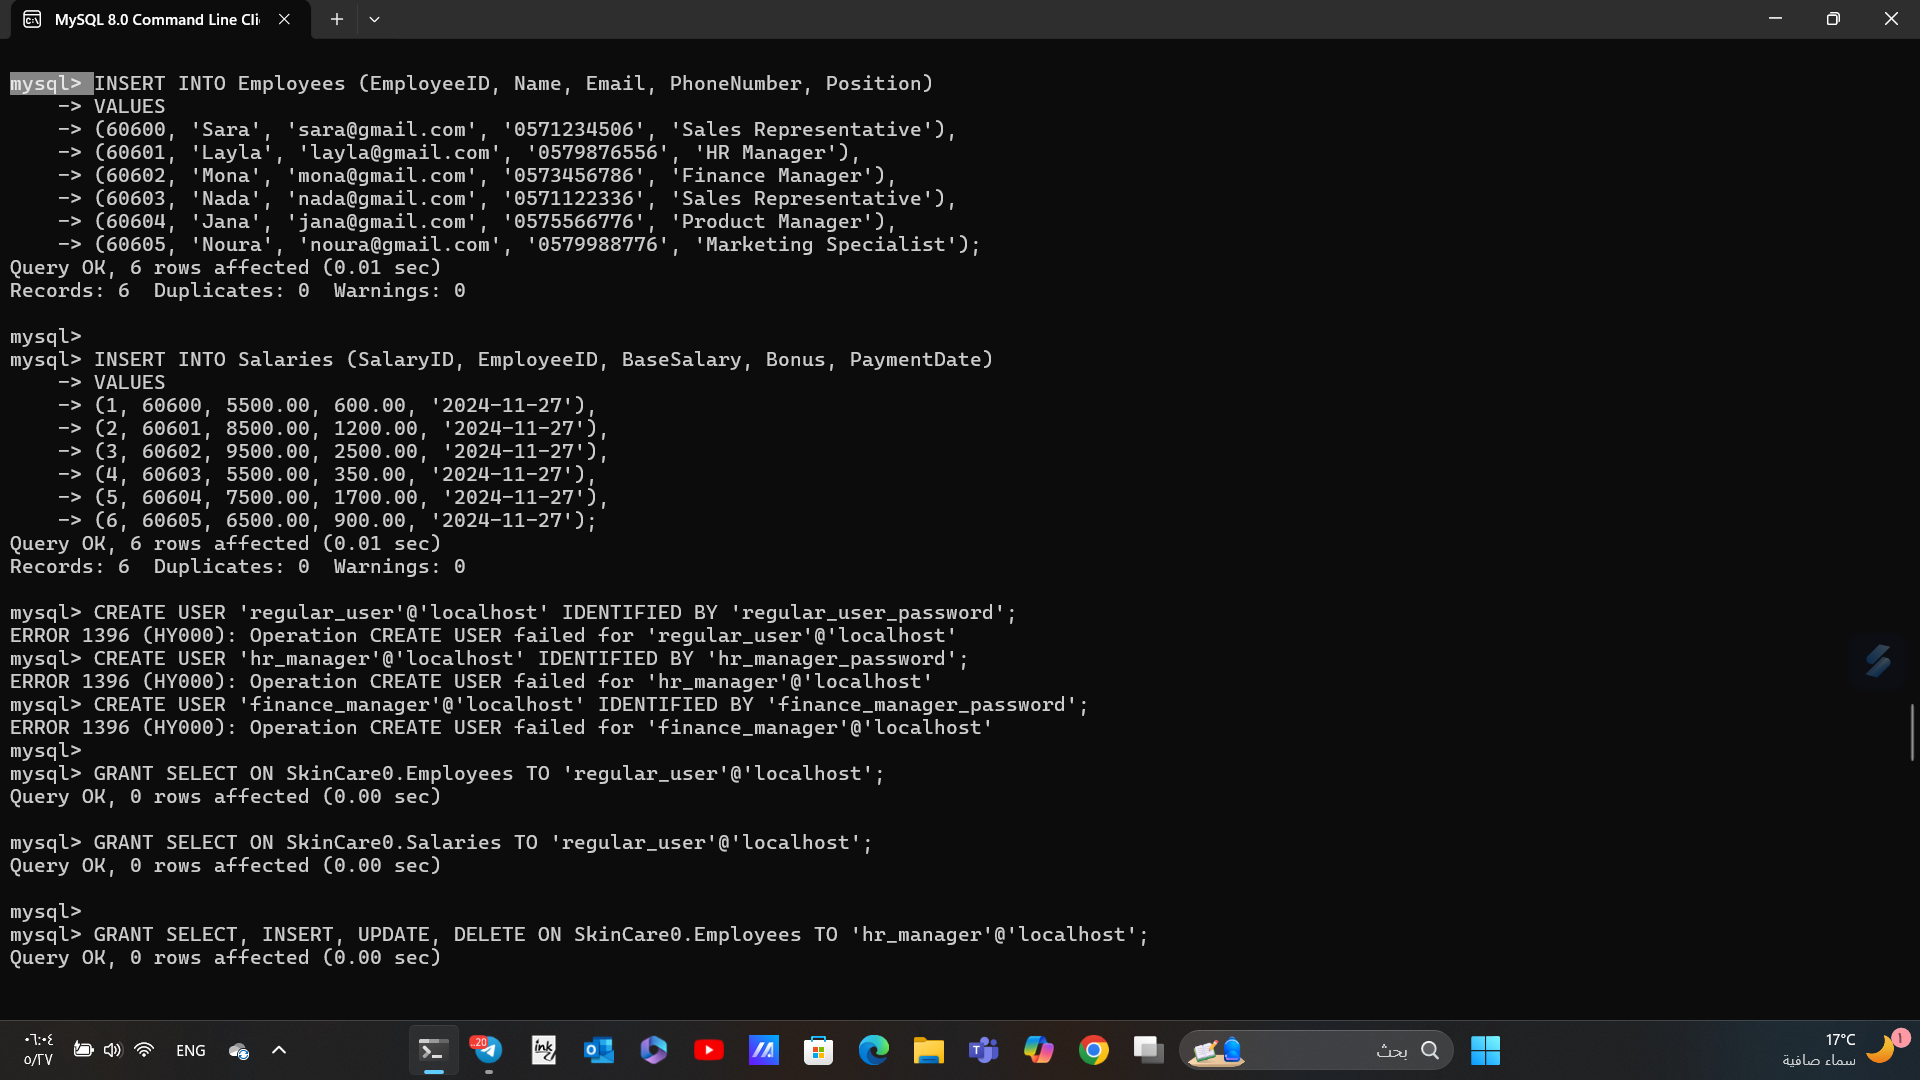 MySQL 8.0 Command Line Cli
mysql> INSERT INTO Employees (EmployeeID, Name, Email, PhoneNumber, Position)
    -> VALUES
    -> (60600, 'Sara', 'sara@gmail.com', '0571234506', 'Sales Representative'),
    -> (60601, 'Layla', 'layla@gmail.com', '0579876556', 'HR Manager'),
    -> (60602, 'Mona', 'mona@gmail.com', '0573456786', 'Finance Manager'),
    -> (60603, 'Nada', 'nada@gmail.com', '0571122336', 'Sales Representative'),
    -> (60604, 'Jana', 'jana@gmail.com', '0575566776', 'Product Manager'),
    -> (60605, 'Noura', 'noura@gmail.com', '0579988776', 'Marketing Specialist');
Query OK, 6 rows affected (0.01 sec)
Records: 6  Duplicates: 0  Warnings: 0
mysql>
mysql> INSERT INTO Salaries (SalaryID, EmployeeID, BaseSalary, Bonus, PaymentDate)
    -> VALUES
    -> (1, 60600, 5500.00, 600.00, '2024-11-27'),
    -> (2, 60601, 8500.00, 1200.00, '2024-11-27'),
    -> (3, 60602, 9500.00, 2500.00, '2024-11-27'),
    -> (4, 60603, 5500.00, 350.00, '2024-11-27'),
    -> (5, 60604, 7500.00, 1700.00, '2024-11-27'),
    -> (6, 60605, 6500.00, 900.00, '2024-11-27');
Query OK, 6 rows affected (0.01 sec)
Records: 6  Duplicates: 0  Warnings: 0
mysql> CREATE USER 'regular_user'@'localhost' IDENTIFIED BY 'regular_user_password';
ERROR 1396 (HY000): Operation CREATE USER failed for 'regular_user'@'localhost'
mysql> CREATE USER 'hr_manager'@'localhost' IDENTIFIED BY 'hr_manager_password';
ERROR 1396 (HY000): Operation CREATE USER failed for 'hr_manager'@'localhost'
mysql> CREATE USER 'finance_manager'@'localhost' IDENTIFIED BY 'finance_manager_password';
ERROR 1396 (HY000): Operation CREATE USER failed for 'finance_manager'@'localhost'
mysql>
mysql> GRANT SELECT ON SkinCare0.Employees TO 'regular_user'@'localhost';
Query OK, 0 rows affected (0.00 sec)
mysql> GRANT SELECT ON SkinCare0.Salaries TO 'regular_user'@'localhost';
Query OK, 0 rows affected (0.00 sec)
mysql>
mysql> GRANT SELECT, INSERT, UPDATE, DELETE ON SkinCare0.Employees TO 'hr_manager'@'localhost';
Query OK, 0 rows affected (0.00 sec)
٠٦:٠٤
٥/٢٧
ENG
20
ink
بحث
17°C
سماء صافية
١